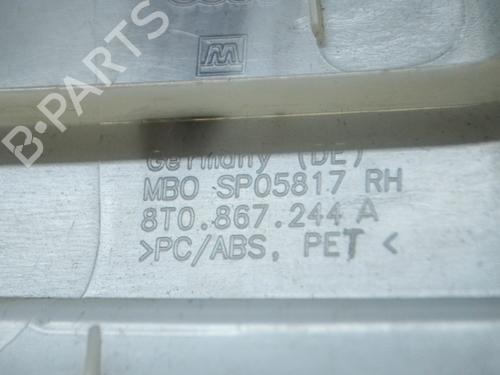 B-PARTS
M
Germany (DE)
MBO SP05817 RH
8T0.867.244 A
>PC/ABS, PET<